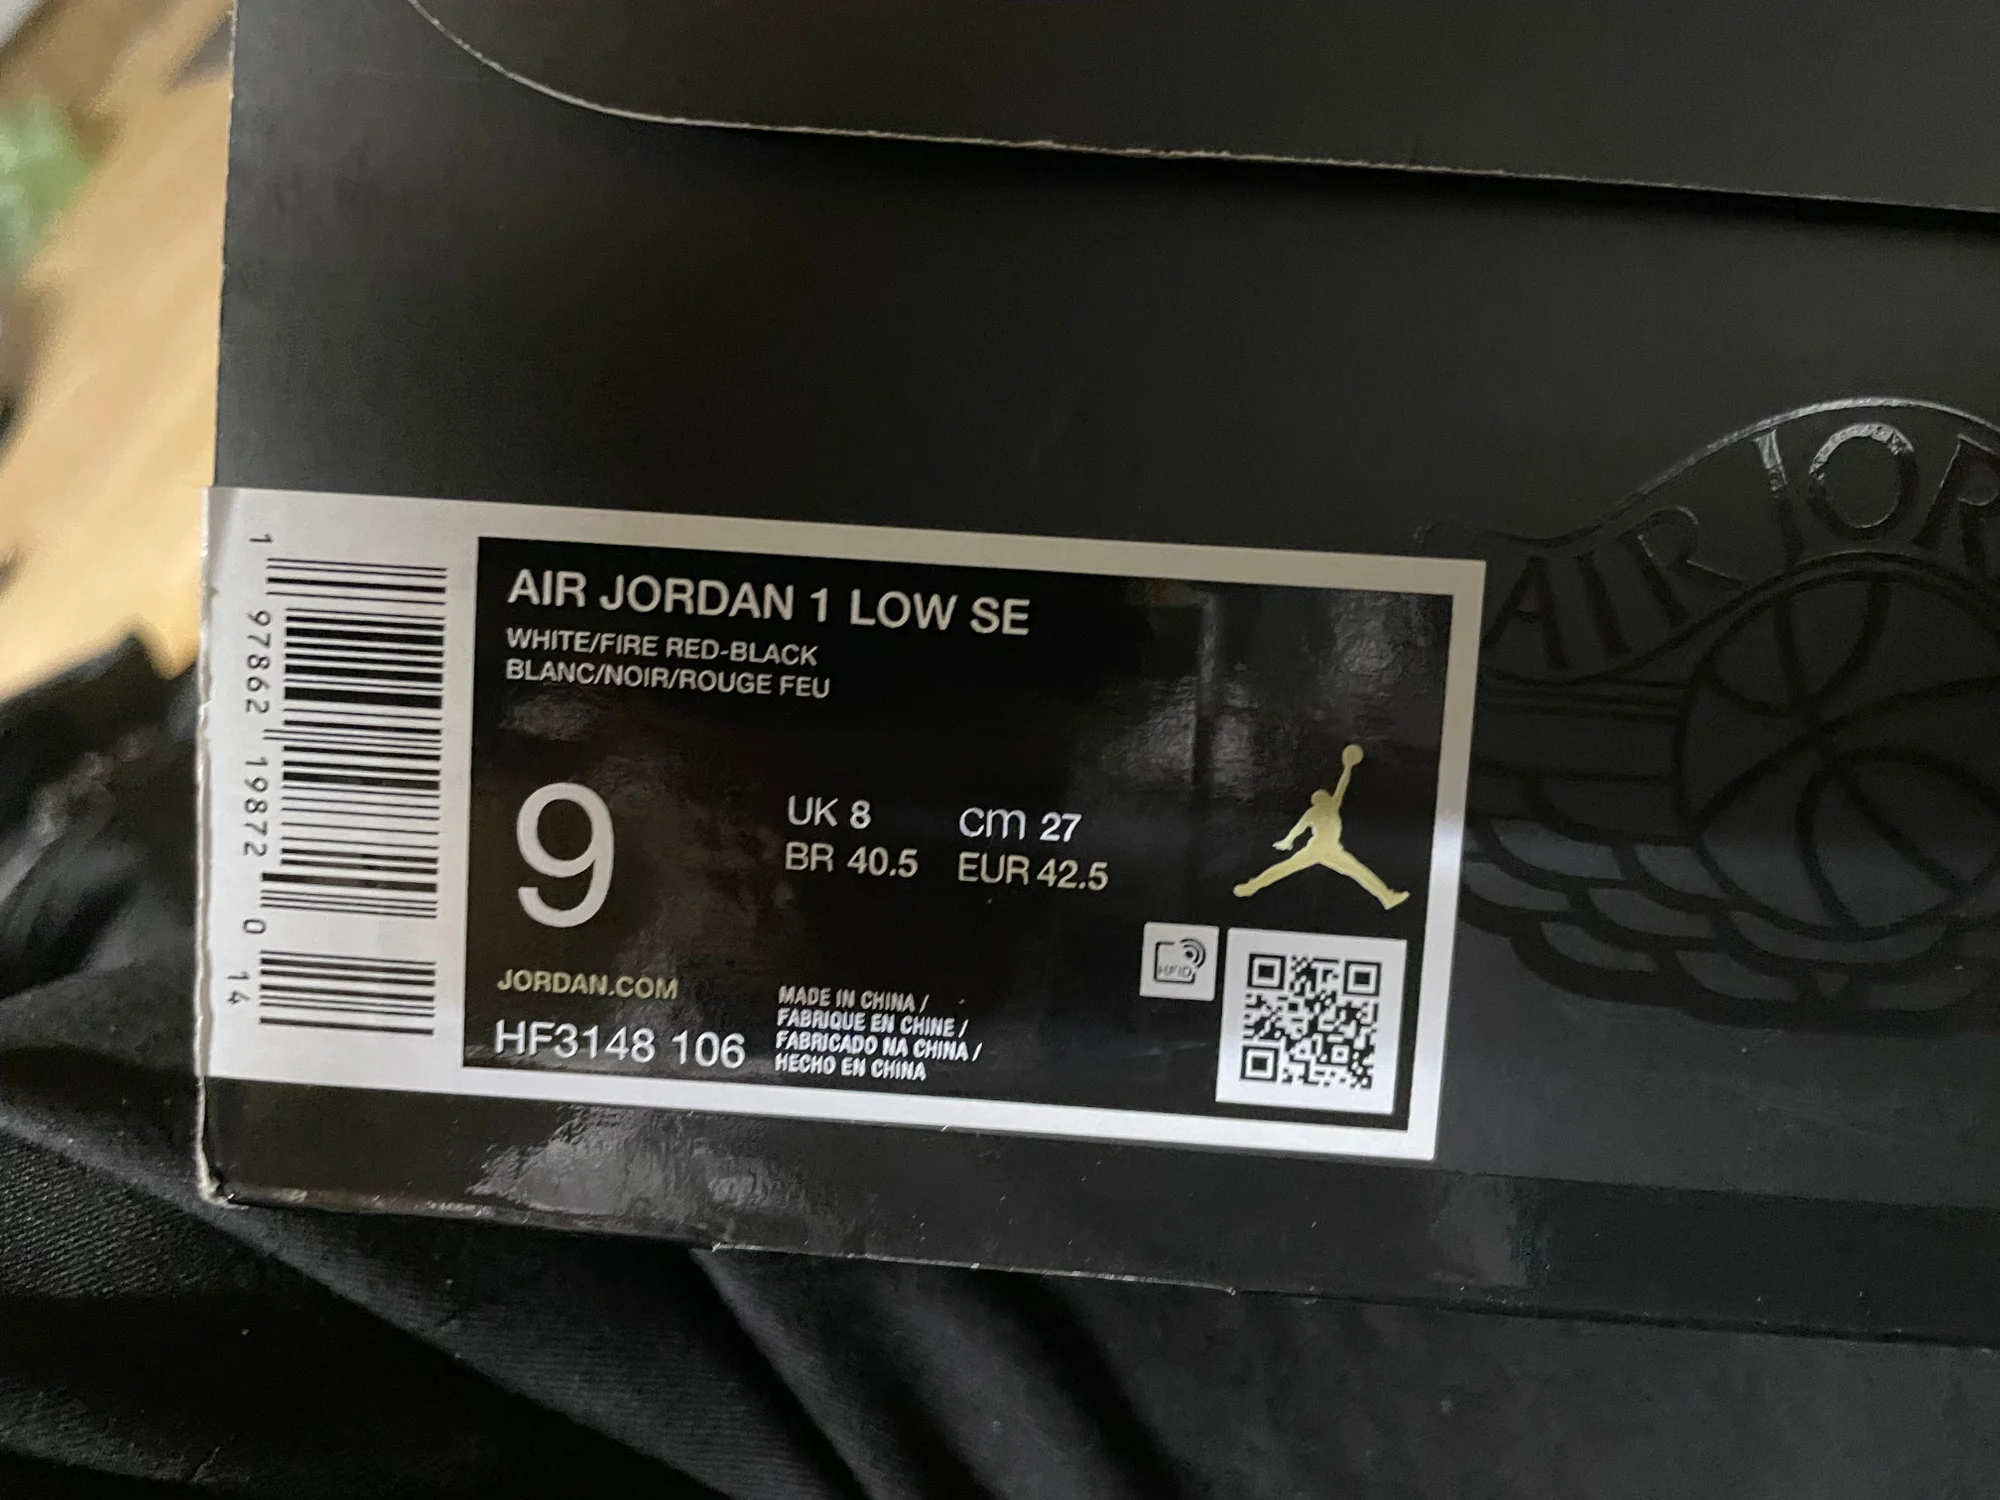 AIR JOR
AIR JORDAN 1 LOW SE
WHITE/FIRE RED-BLACK
BLANC/NOIR/ROUGE FEU
9
UK 8
cm 27
BR 40.5
EUR 42.5
JORDAN.COM
HF3148 106
MADE IN CHINA /
FABRIQUE EN CHINE /
FABRICADO NA CHINA /
HECHO EN CHINA
RFID
1 97862 19872 0 14